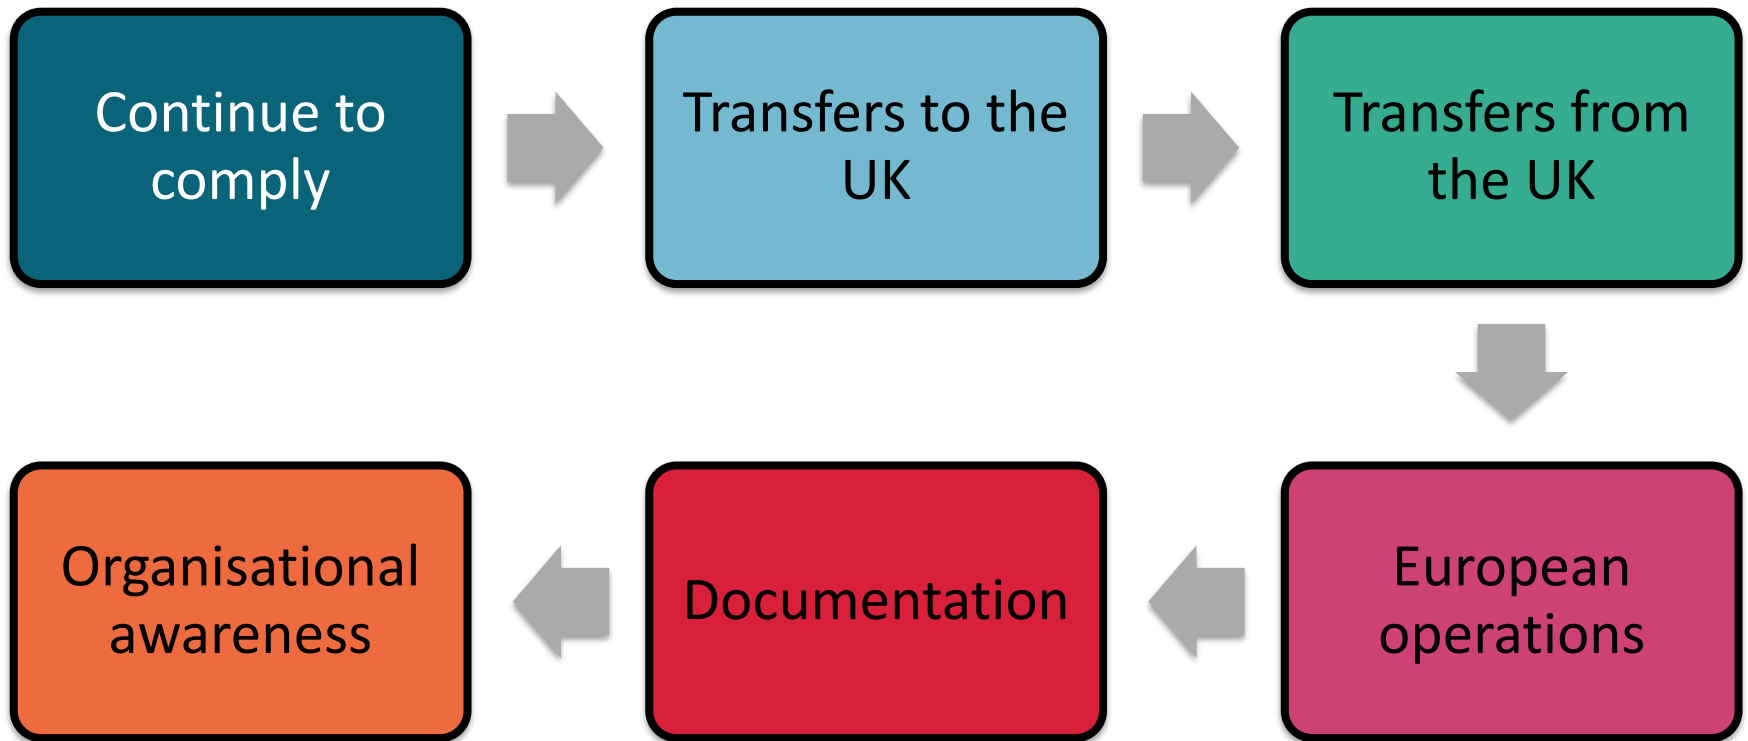 Continue to
comply
Transfers to the
UK
Transfers from
the UK
European
operations
Documentation
Organisational
awareness